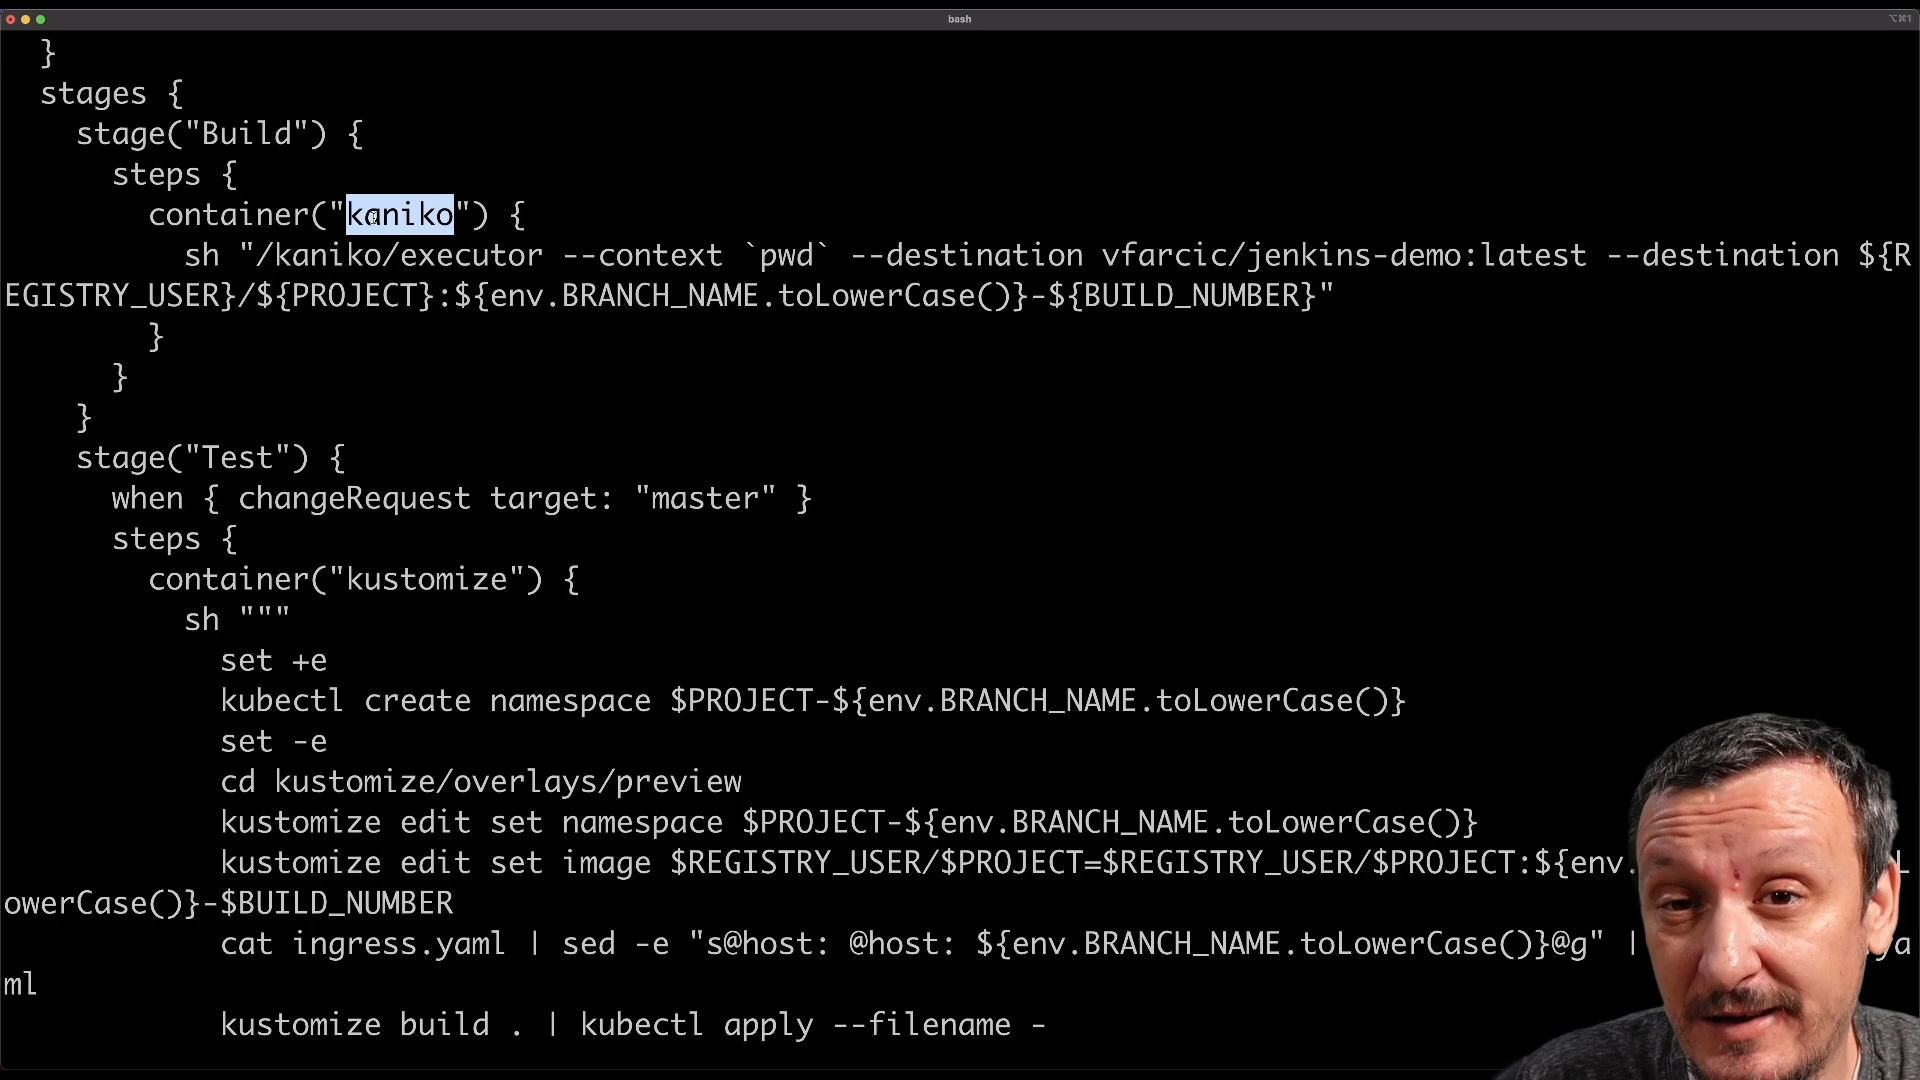 bash
⌥⌘1
}
stages {
stage("Build") {
steps {
container("kaniko") {
sh "/kaniko/executor --context `pwd` --destination vfarcic/jenkins-demo:latest --destination ${R
EGISTRY_USER}/${PROJECT}:${env.BRANCH_NAME.toLowerCase()}-${BUILD_NUMBER}"
}
}
}
stage("Test") {
when { changeRequest target: "master" }
steps {
container("kustomize") {
sh """
set +e
kubectl create namespace $PROJECT-${env.BRANCH_NAME.toLowerCase()}
set -e
cd kustomize/overlays/preview
kustomize edit set namespace $PROJECT-${env.BRANCH_NAME.toLowerCase()}
kustomize edit set image $REGISTRY_USER/$PROJECT=$REGISTRY_USER/$PROJECT:${env.
owerCase()}-$BUILD_NUMBER
cat ingress.yaml | sed -e "s@host: @host: ${env.BRANCH_NAME.toLowerCase()}@g" | ya
ml
kustomize build . | kubectl apply --filename -